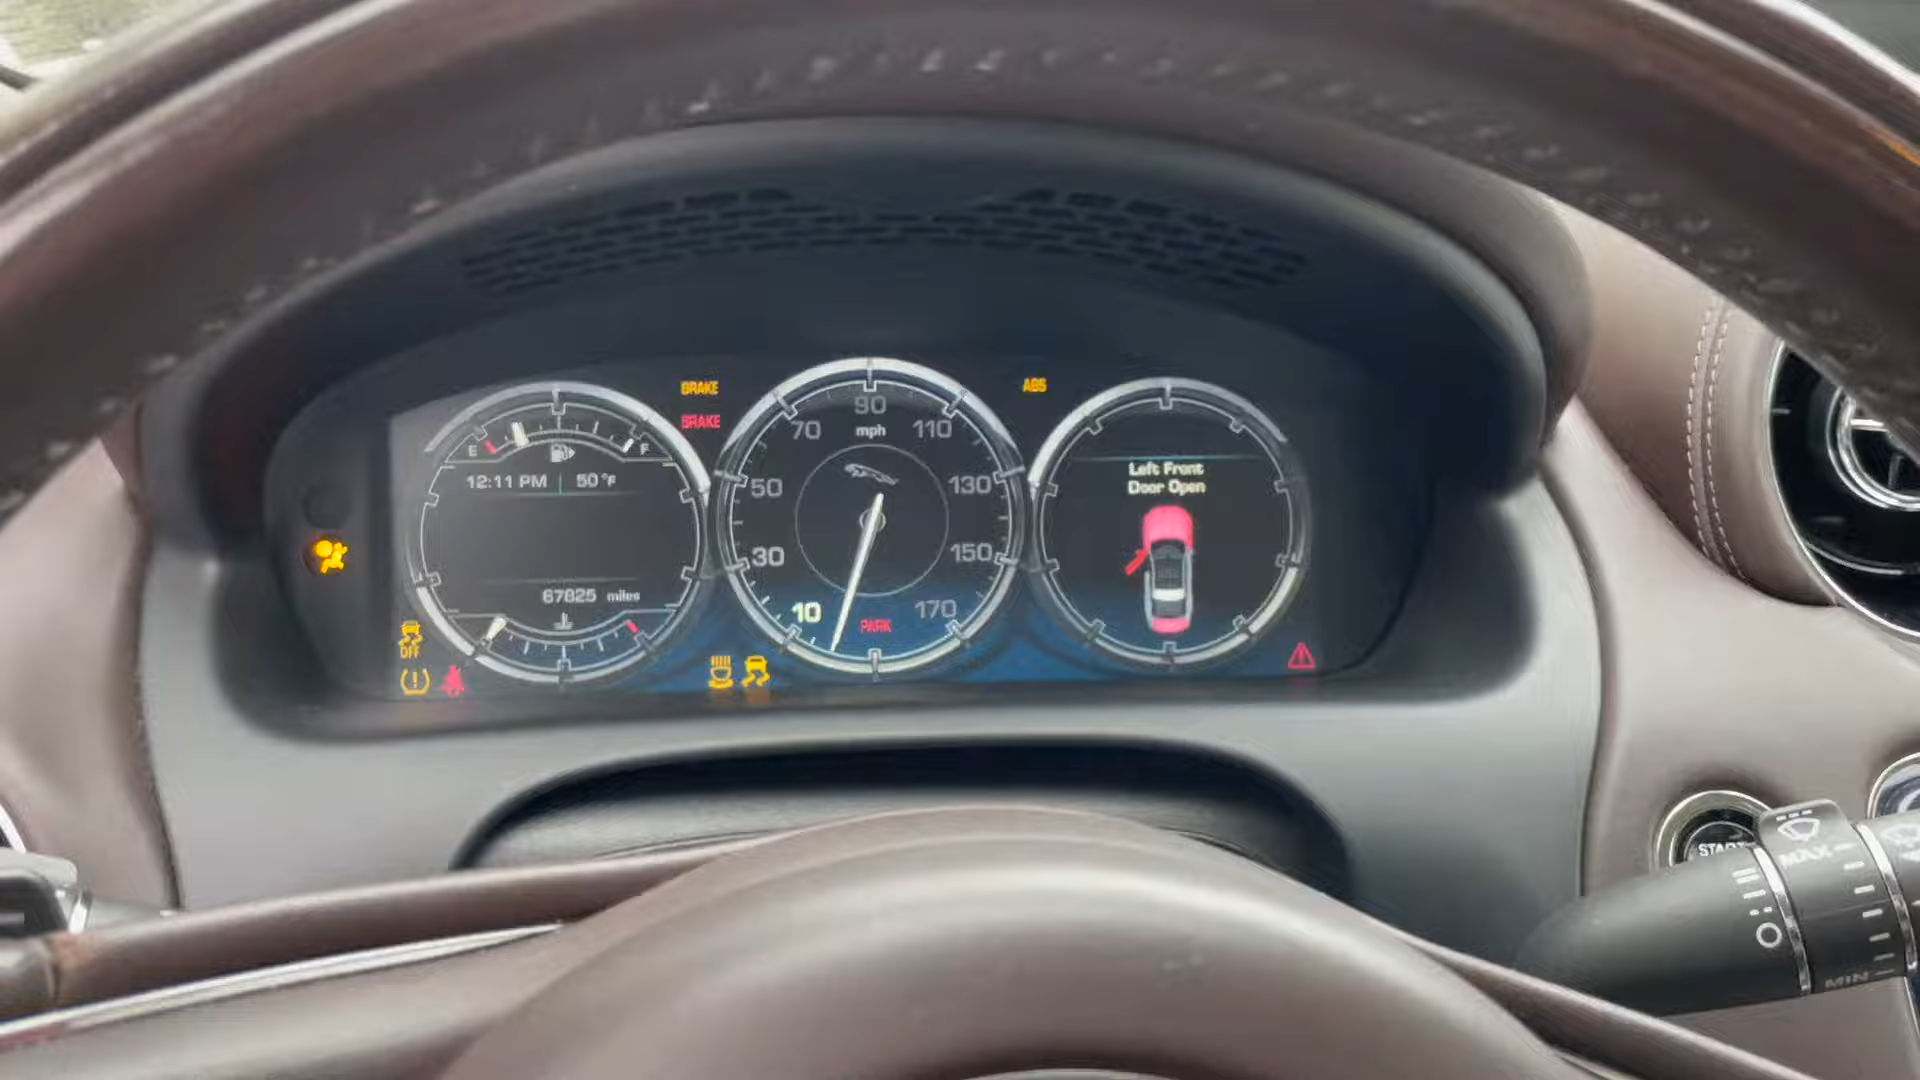 BRAKE
BRAKE
ABS
E
F
12:11 PM
50°F
67825 miles
OFF
90
mph
70
110
50
130
30
150
10
170
PARK
Left Front
Door Open
START
MAX
MIN